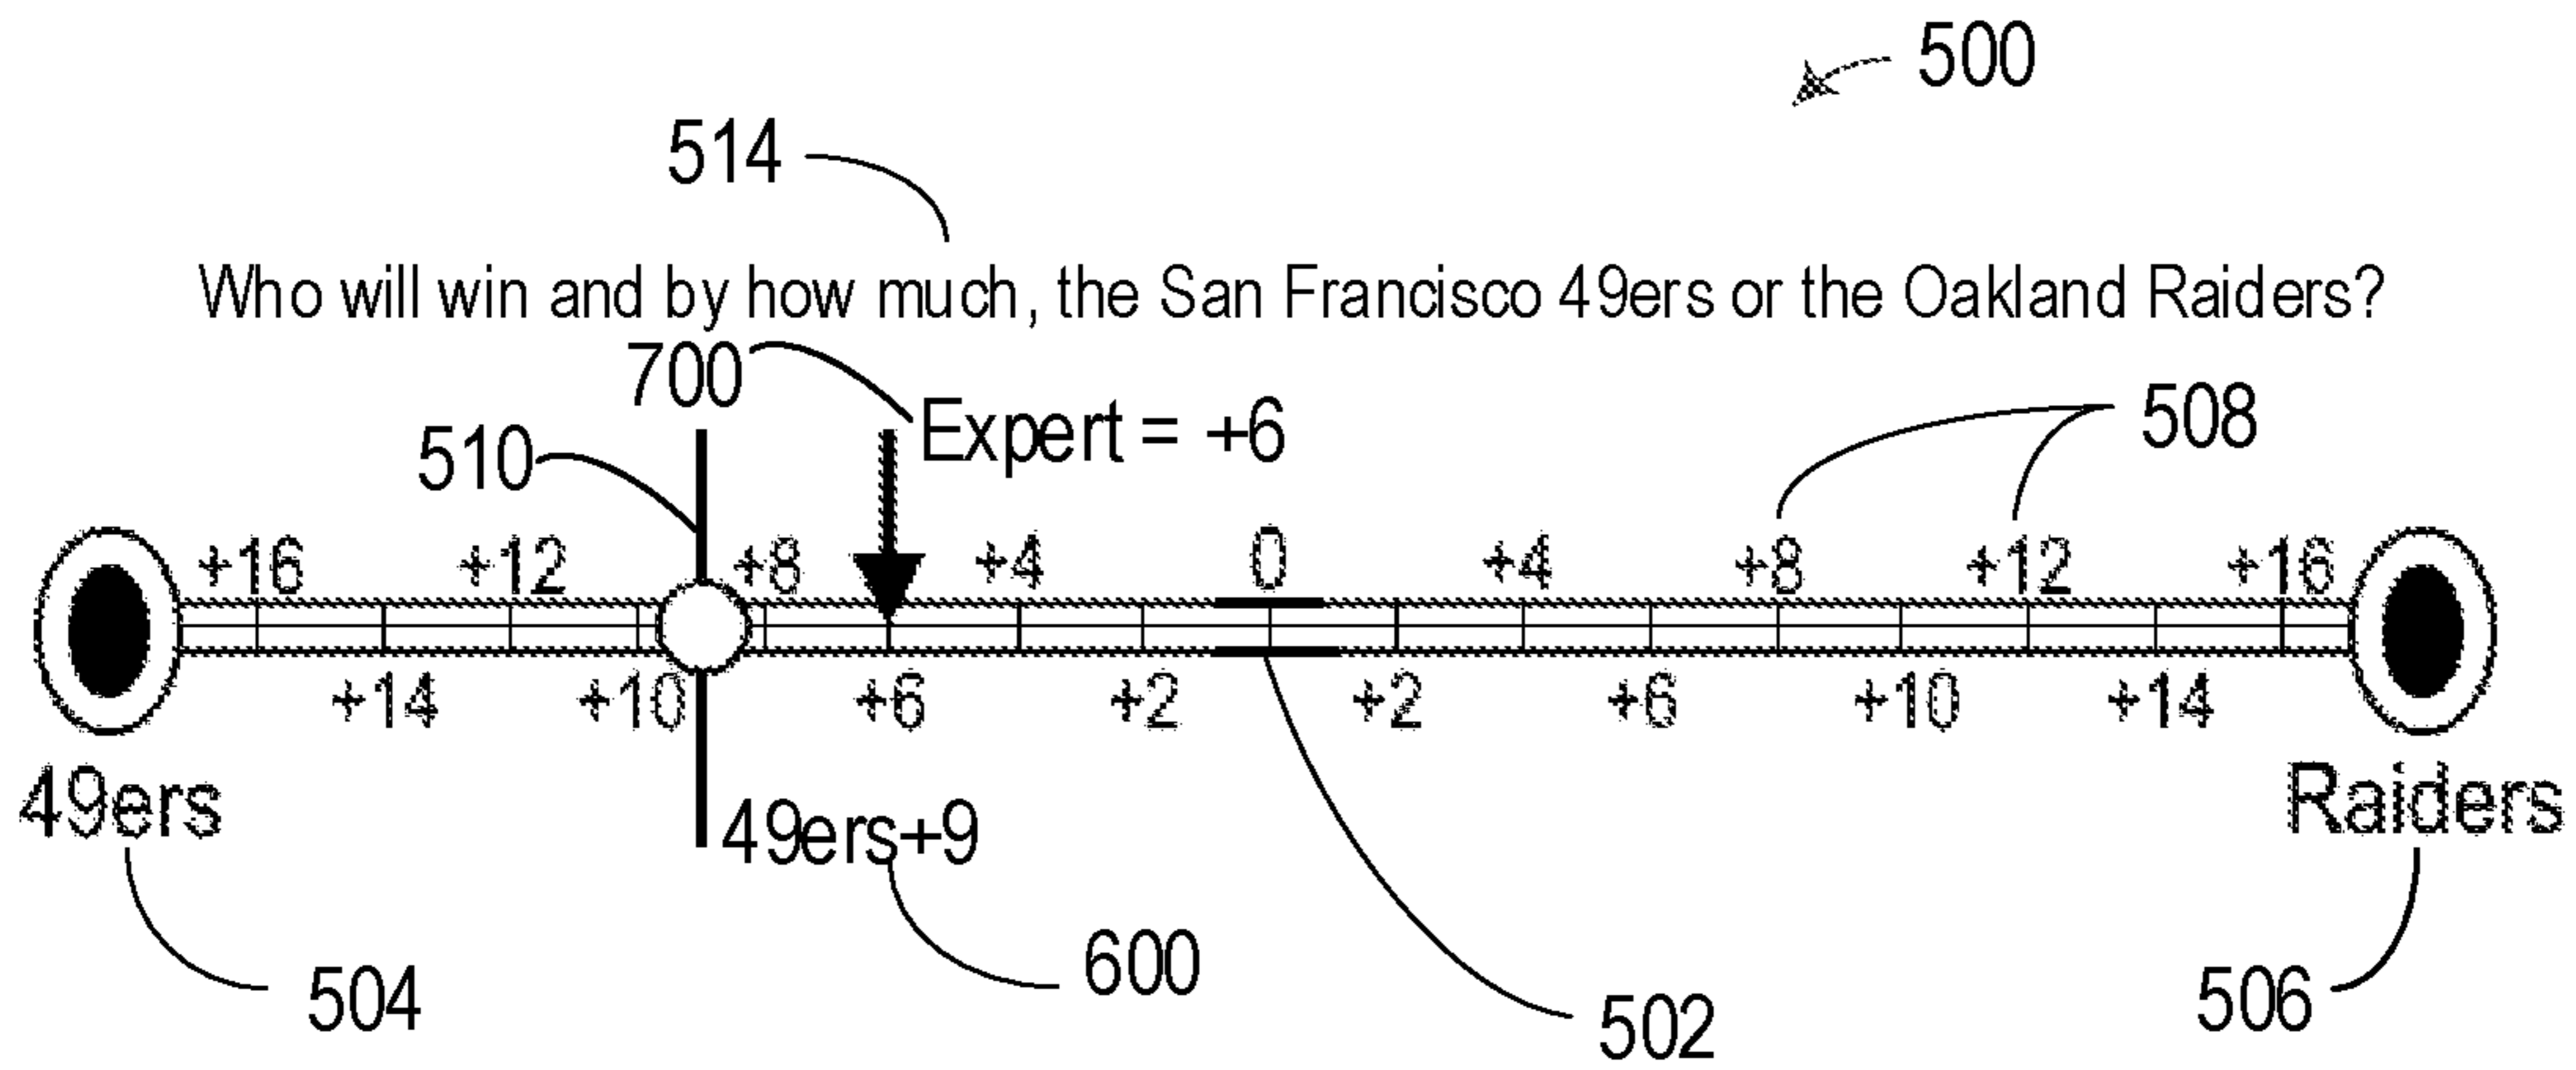 500
514
Who will win and by how much, the San Francisco 49ers or the Oakland Raiders?
700
Expert = +6
508
510
+16 +12 +8 +4 0 +4 +8 +12 +16
+14 +10 +6 +2 +2 +6 +10 +14
49ers
Raiders
49ers+9
600
504
502
506